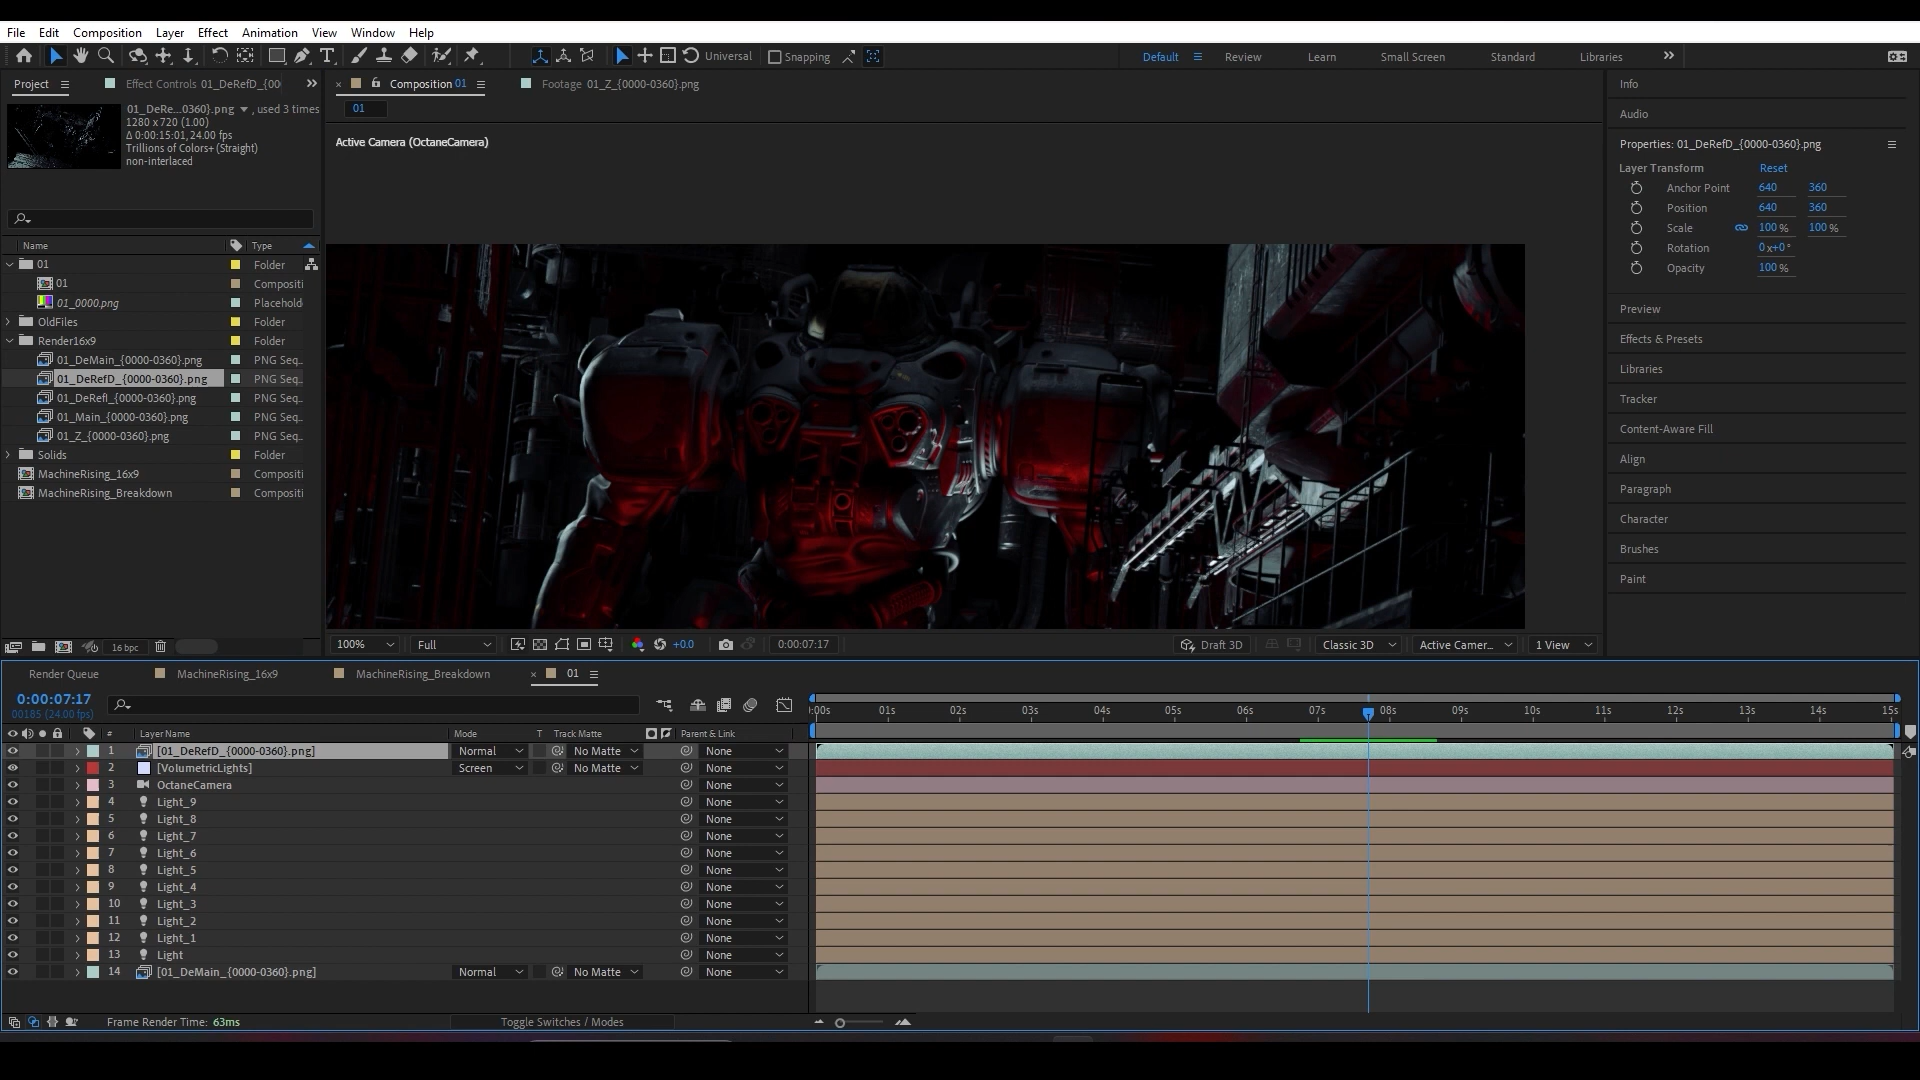 File Edit Composition Layer Effect Animation View Window Help
Universal Snapping Default Review Learn Small Screen Standard Libraries
Project Effect Controls 01_DeRefD_{00
Composition 01 Footage 01_Z_{0000-0360}.png
01
01_DeRe...0360}.png , used 3 times
1280 x 720 (1.00)
Δ 0:00:15:01, 24.00 fps
Trillions of Colors+ (Straight)
non-interlaced
Active Camera (OctaneCamera)
Name Type
01 Folder
01 Compositi
01_0000.png Placehold
OldFiles Folder
Render16x9 Folder
01_DeMain_{0000-0360}.png PNG Seq..
01_DeRefD_{0000-0360}.png PNG Seq..
01_DeRefl_{0000-0360}.png PNG Seq..
01_Main_{0000-0360}.png PNG Seq..
01_Z_{0000-0360}.png PNG Seq..
Solids Folder
MachineRising_16x9 Compositi
MachineRising_Breakdown Compositi
16 bpc
100% Full +0.0 0:00:07:17 Draft 3D Classic 3D Active Camer... 1 View
Info
Audio
Properties: 01_DeRefD_{0000-0360}.png
Layer Transform Reset
Anchor Point 640 360
Position 640 360
Scale 100 % 100 %
Rotation 0 x+0 °
Opacity 100 %
Preview
Effects & Presets
Libraries
Tracker
Content-Aware Fill
Align
Paragraph
Character
Brushes
Paint
Render Queue MachineRising_16x9 MachineRising_Breakdown 01
0:00:07:17
00185 (24.00 fps)
:00s 01s 02s 03s 04s 05s 06s 07s 08s 09s 10s 11s 12s 13s 14s 15s
# Layer Name Mode T Track Matte Parent & Link
1 [01_DeRefD_{0000-0360}.png] Normal No Matte None
2 [VolumetricLights] Screen No Matte None
3 OctaneCamera None
4 Light_9 None
5 Light_8 None
6 Light_7 None
7 Light_6 None
8 Light_5 None
9 Light_4 None
10 Light_3 None
11 Light_2 None
12 Light_1 None
13 Light None
14 [01_DeMain_{0000-0360}.png] Normal No Matte None
Frame Render Time: 63ms Toggle Switches / Modes